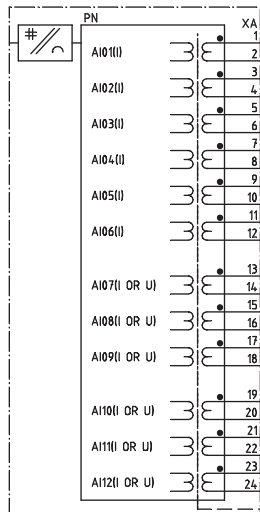 PN XA
# //
AI01(I) 1
2
AI02(I) 3
4
AI03(I) 5
6
AI04(I) 7
8
AI05(I) 9
10
AI06(I) 11
12
AI07(I OR U) 13
14
AI08(I OR U) 15
16
AI09(I OR U) 17
18
AI10(I OR U) 19
20
AI11(I OR U) 21
22
AI12(I OR U) 23
24